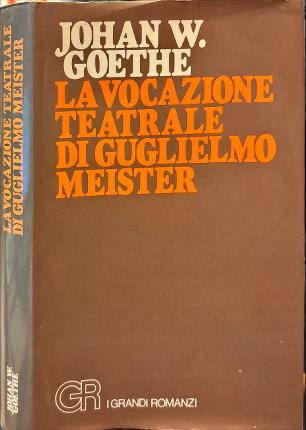 JOHAN W.
GOETHE
LA VOCAZIONE
TEATRALE
DI GUGLIELMO
MEISTER
GR I GRANDI ROMANZI
LA VOCAZIONE TEATRALE
DI GUGLIELMO MEISTER
JOHAN W.
GOETHE